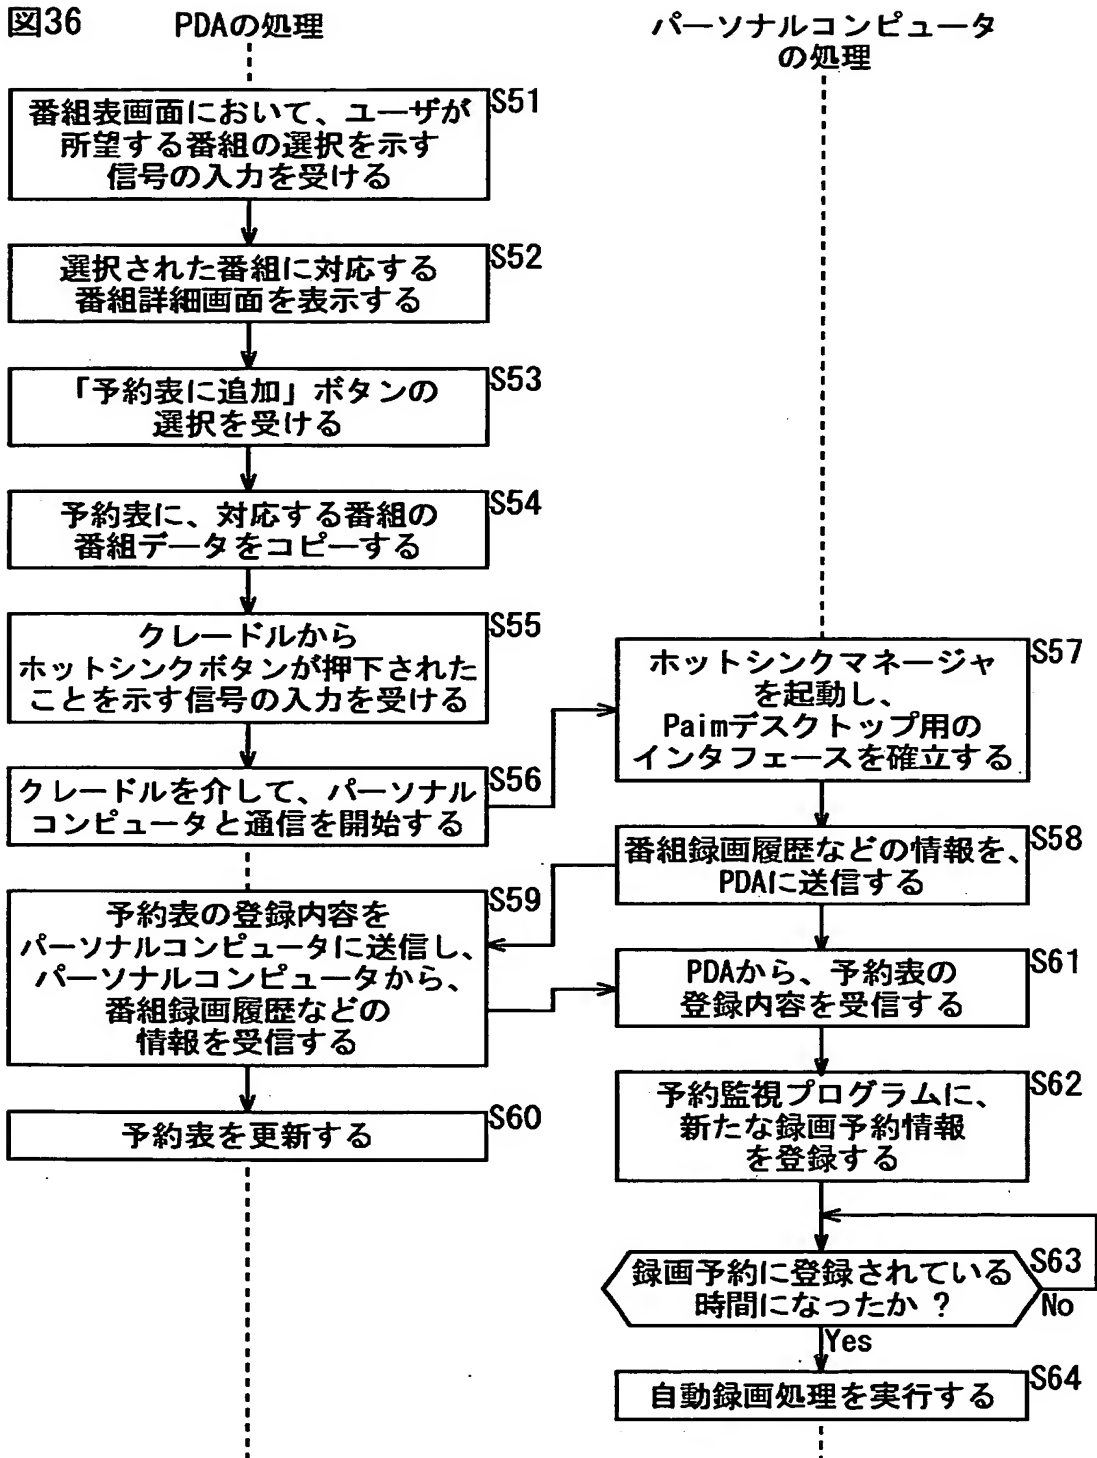 図36
PDAの処理
パーソナルコンピュータ
の処理
S51
番組表画面において、ユーザが
所望する番組の選択を示す
信号の入力を受ける
S52
選択された番組に対応する
番組詳細画面を表示する
S53
「予約表に追加」ボタンの
選択を受ける
S54
予約表に、対応する番組の
番組データをコピーする
S55
クレードルから
ホットシンクボタンが押下された
ことを示す信号の入力を受ける
S56
クレードルを介して、パーソナル
コンピュータと通信を開始する
S57
ホットシンクマネージャ
を起動し、
Paimデスクトップ用の
インタフェースを確立する
S58
番組録画履歴などの情報を、
PDAに送信する
S59
予約表の登録内容を
パーソナルコンピュータに送信し、
パーソナルコンピュータから、
番組録画履歴などの
情報を受信する
S60
予約表を更新する
S61
PDAから、予約表の
登録内容を受信する
S62
予約監視プログラムに、
新たな録画予約情報
を登録する
S63
録画予約に登録されている
時間になったか?
No
Yes
S64
自動録画処理を実行する